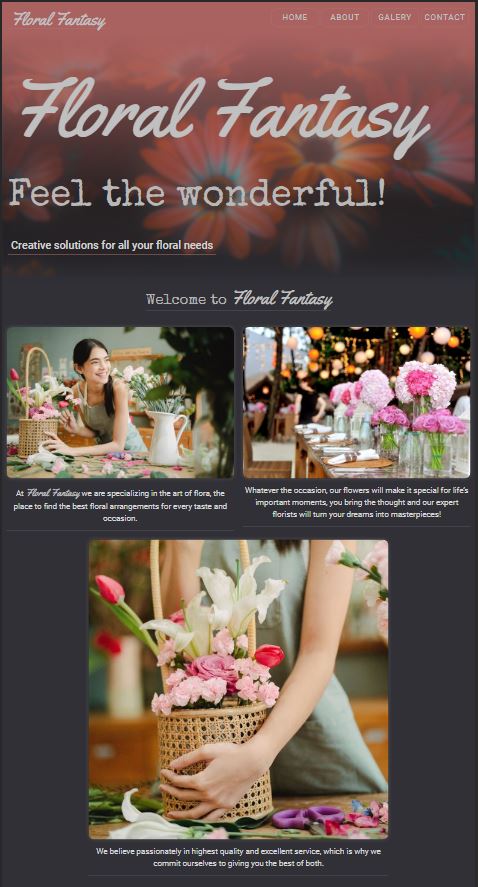 Floral Fantasy
HOME ABOUT GALERY CONTACT
Floral Fantasy
Feel the wonderful!
Creative solutions for all your floral needs
Welcome to Floral Fantasy
At Floral Fantasy we are specializing in the art of flora, the
place to find the best floral arrangements for every taste and
occasion.
Whatever the occasion, our flowers will make it special for life's
important moments, you bring the thought and our expert
florists will turn your dreams into masterpieces!
We believe passionately in highest quality and excellent service, which is why we
commit ourselves to giving you the best of both.